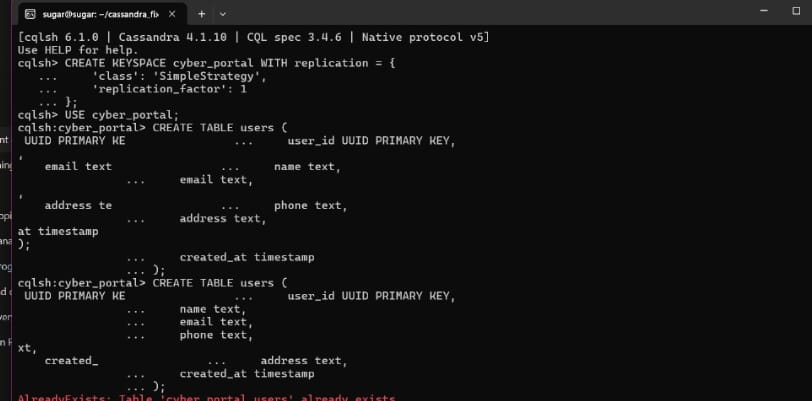 sugar@sugar: ~/cassandra_fix
[cqlsh 6.1.0 | Cassandra 4.1.10 | CQL spec 3.4.6 | Native protocol v5]
Use HELP for help.
cqlsh> CREATE KEYSPACE cyber_portal WITH replication = {
... 'class': 'SimpleStrategy',
... 'replication_factor': 1
... };
cqlsh> USE cyber_portal;
cqlsh:cyber_portal> CREATE TABLE users (
UUID PRIMARY KE ... user_id UUID PRIMARY KEY,
,
email text ... name text,
... email text,
,
address te ... phone text,
... address text,
at timestamp
);
... created_at timestamp
... );
cqlsh:cyber_portal> CREATE TABLE users (
UUID PRIMARY KE ... user_id UUID PRIMARY KEY,
... name text,
... email text,
... phone text,
xt,
created_ ... address text,
... created_at timestamp
... );
AlreadyExists: Table 'cyber_portal.users' already exists